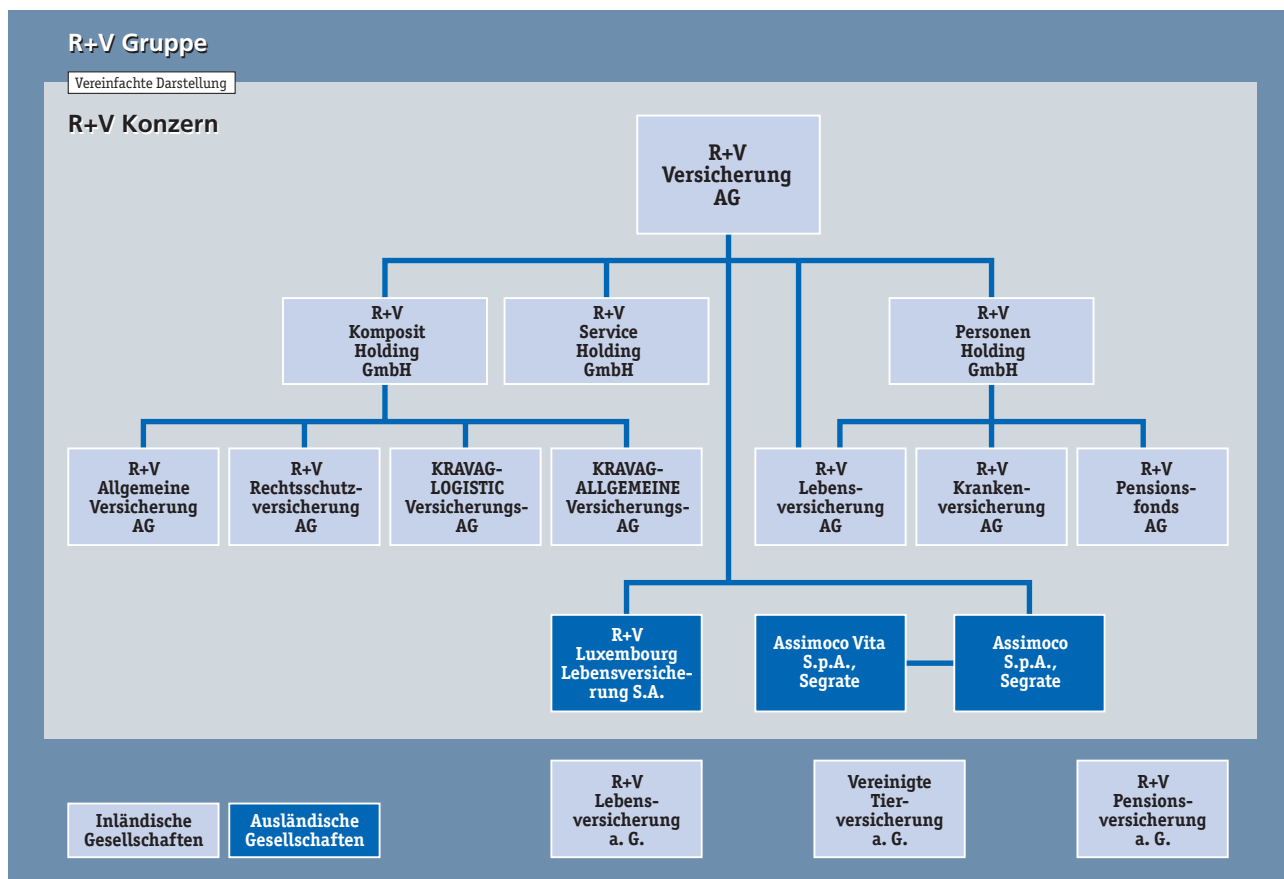 R+V Gruppe
Vereinfachte Darstellung
R+V Konzern
R+V
Versicherung
AG
R+V
Komposit
Holding
GmbH
R+V
Service
Holding
GmbH
R+V
Personen
Holding
GmbH
R+V
Allgemeine
Versicherung
AG
R+V
Rechtsschutz-
versicherung
AG
KRAVAG-
LOGISTIC
Versicherungs-
AG
KRAVAG-
ALLGEMEINE
Versicherungs-
AG
R+V
Lebens-
versicherung
AG
R+V
Kranken-
versicherung
AG
R+V
Pensions-
fonds
AG
R+V
Luxembourg
Lebensversiche-
rung S.A.
Assimoco Vita
S.p.A.,
Segrate
Assimoco
S.p.A.,
Segrate
R+V
Lebens-
versicherung
a. G.
Vereinigte
Tier-
versicherung
a. G.
R+V
Pensions-
versicherung
a. G.
Inländische
Gesellschaften
Ausländische
Gesellschaften